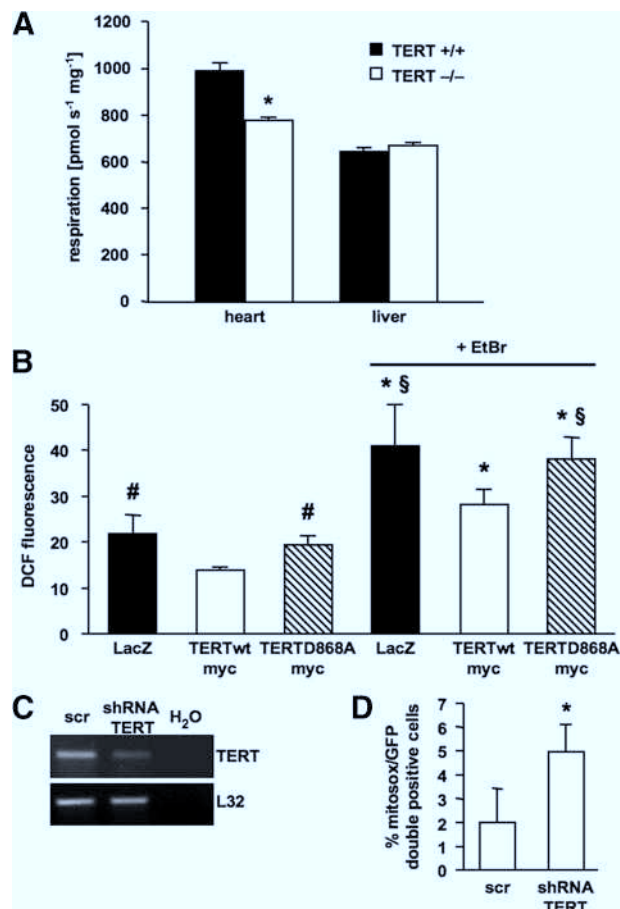 A
1200
1000
800
600
400
200
0
respiration [pmol s⁻¹ mg⁻¹]
TERT +/+
TERT –/–
*
heart
liver
B
+ EtBr
50
40
30
20
10
0
DCF fluorescence
#
#
* §
*
* §
LacZ
TERTwt
myc
TERTD868A
myc
LacZ
TERTwt
myc
TERTD868A
myc
C
scr
shRNA
TERT
H₂O
TERT
L32
D
% mitosox/GFP
double positive cells
7
6
5
4
3
2
1
0
*
scr
shRNA
TERT